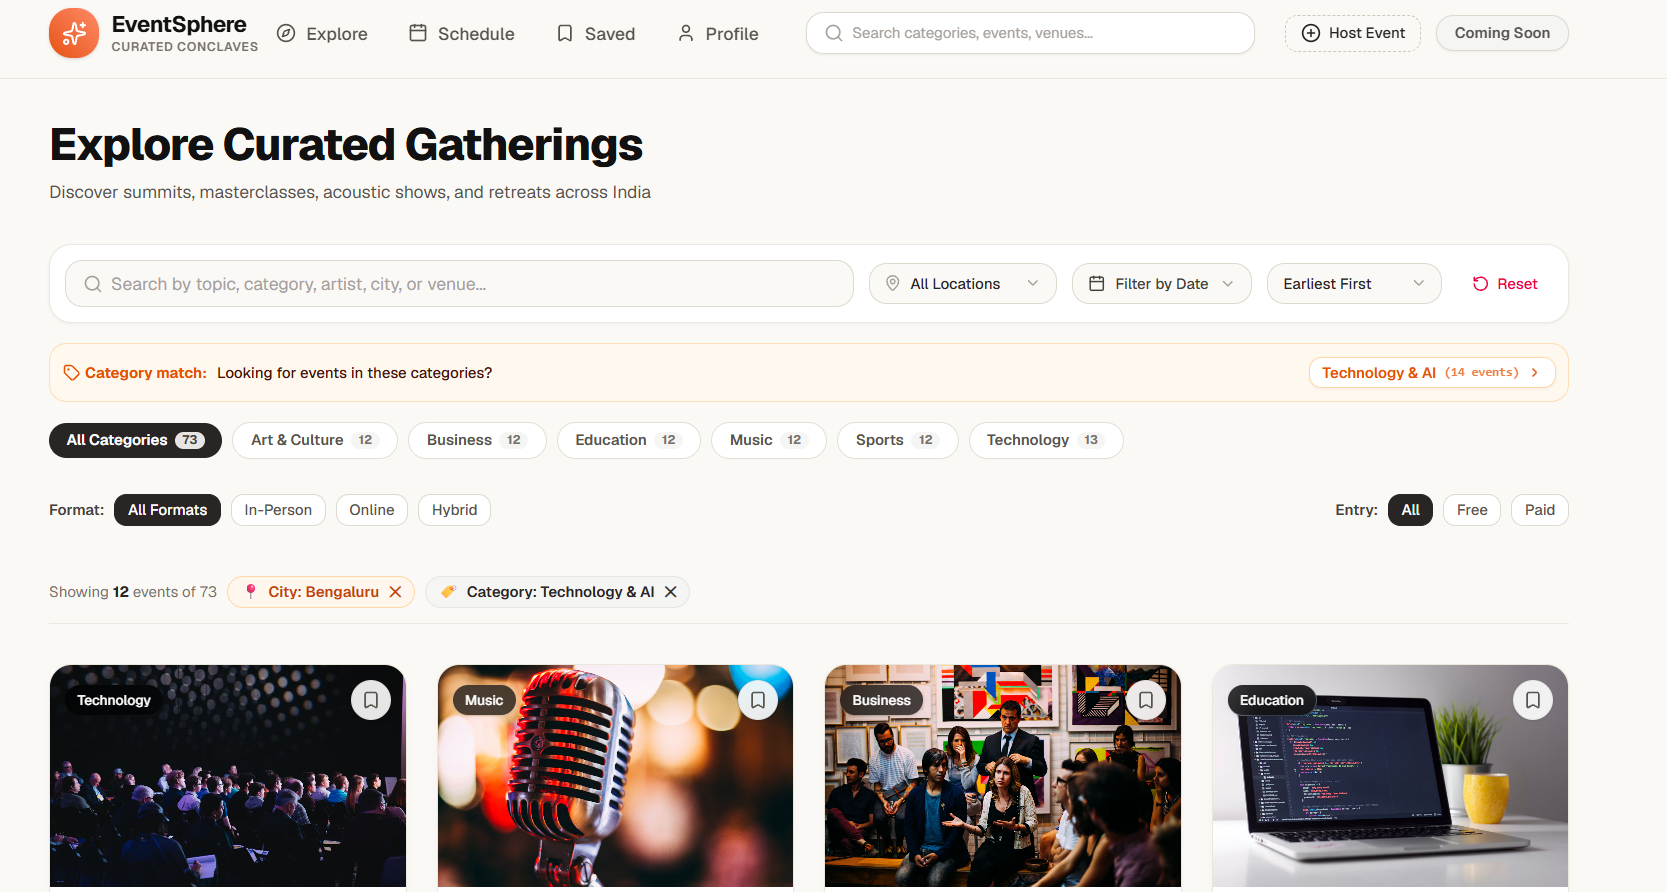 EventSphere
CURATED CONCLAVES
Explore
Schedule
Saved
Profile
Search categories, events, venues...
Host Event
Coming Soon
Explore Curated Gatherings
Discover summits, masterclasses, acoustic shows, and retreats across India
Search by topic, category, artist, city, or venue...
All Locations
Filter by Date
Earliest First
Reset
Category match: Looking for events in these categories?
Technology & AI (14 events)
All Categories 73
Art & Culture 12
Business 12
Education 12
Music 12
Sports 12
Technology 13
Format: All Formats In-Person Online Hybrid
Entry: All Free Paid
Showing 12 events of 73
City: Bengaluru
Category: Technology & AI
Technology
Music
Business
Education